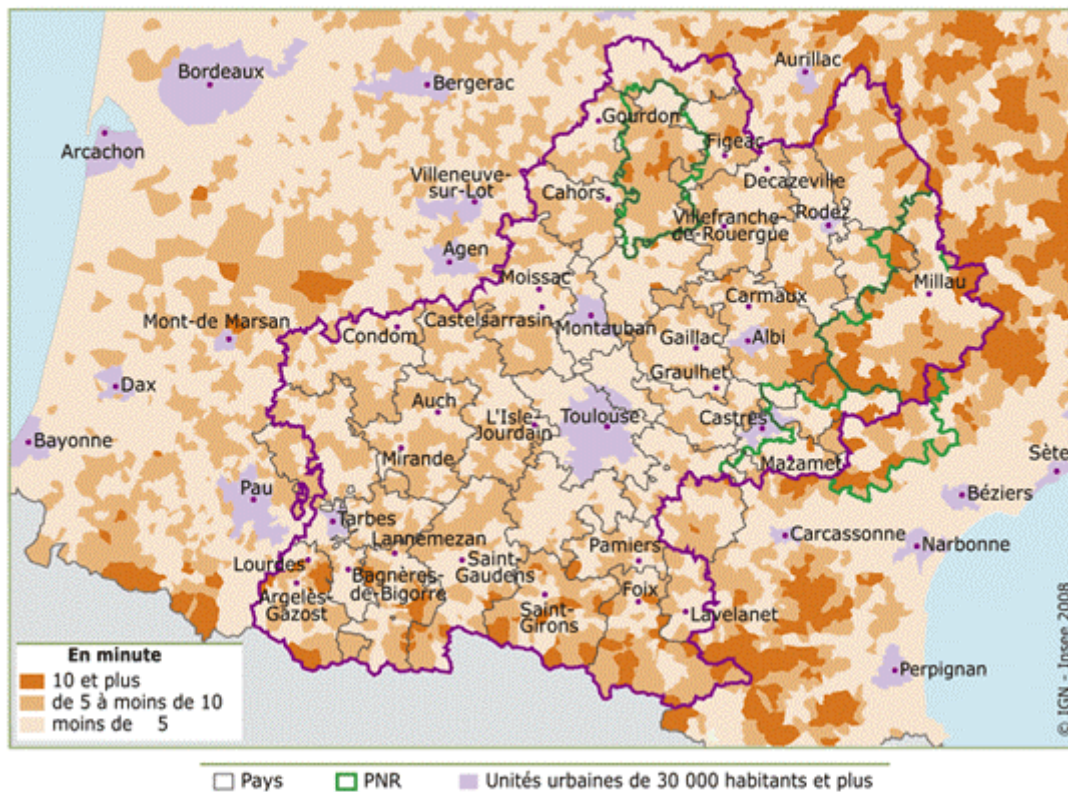 Bordeaux
Bergerac
Aurillac
Arcachon
Gourdon
Figeac
Villeneuve-
sur-Lot
Cahors
Decazeville
Villefranche-
de-Rouergue
Rodez
Agen
Moissac
Millau
Mont-de Marsan
Condom
Castelsarrasin
Montauban
Carmaux
Gaillac
Albi
Dax
Graulhet
Auch
L'Isle-
Jourdain
Toulouse
Castres
Bayonne
Mirande
Mazamet
Sète
Pau
Béziers
Tarbes
Lannemezan
Carcassonne
Narbonne
Lourdes
Bagnères-
de-Bigorre
Saint-
Gaudens
Pamiers
Argelès-
Gazost
Saint-
Girons
Foix
Lavelanet
Perpignan
En minute
10 et plus
de 5 à moins de 10
moins de 5
© IGN - Insee 2008
Pays
PNR
Unités urbaines de 30 000 habitants et plus